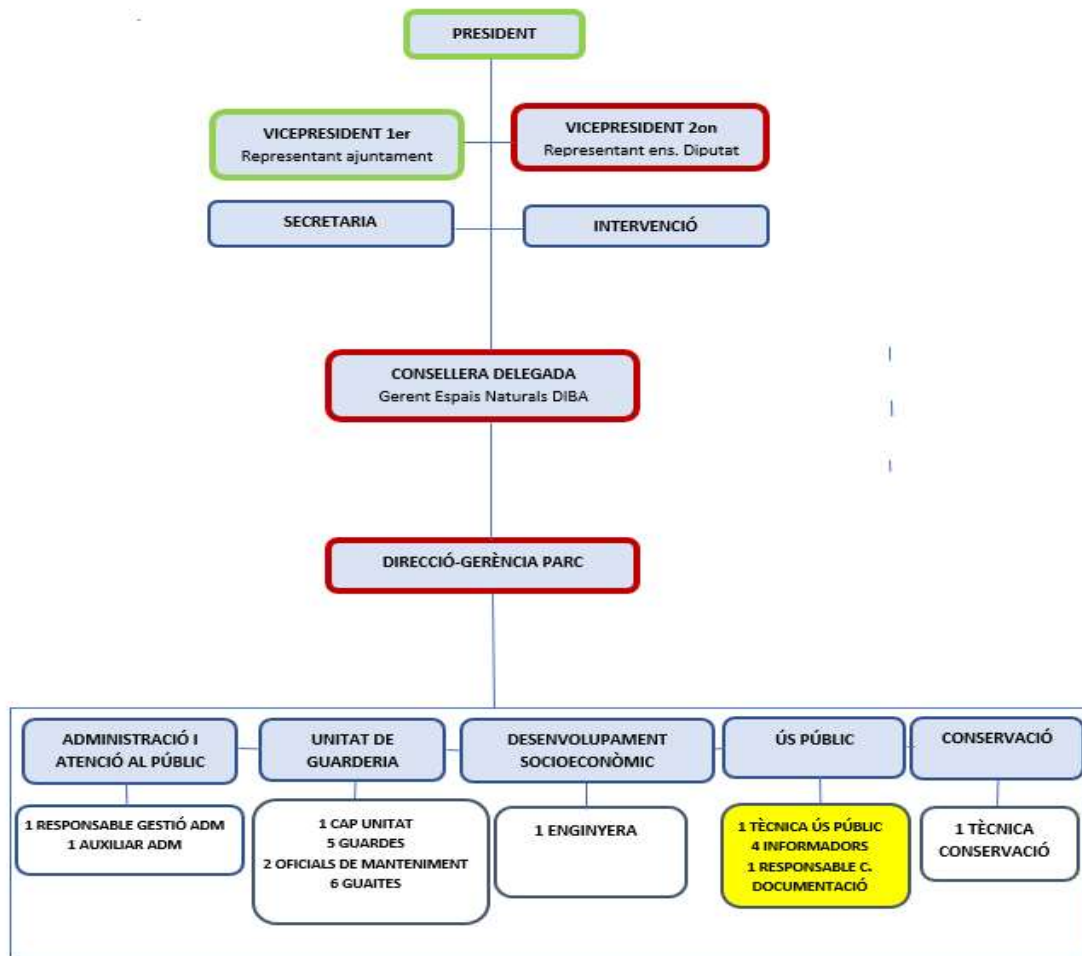 PRESIDENT
VICEPRESIDENT 1er
Representant ajuntament
VICEPRESIDENT 2on
Representant ens. Diputat
SECRETARIA
INTERVENCIÓ
CONSELLERA DELEGADA
Gerent Espais Naturals DIBA
DIRECCIÓ-GERÈNCIA PARC
ADMINISTRACIÓ I
ATENCIÓ AL PÚBLIC
UNITAT DE
GUARDERIA
DESENVOLUPAMENT
SOCIOECONÒMIC
ÚS PÚBLIC
CONSERVACIÓ
1 RESPONSABLE GESTIÓ ADM
1 AUXILIAR ADM
1 CAP UNITAT
5 GUARDES
2 OFICIALS DE MANTENIMENT
6 GUAITES
1 ENGINYERA
1 TÈCNICA ÚS PÚBLIC
4 INFORMADORS
1 RESPONSABLE C.
DOCUMENTACIÓ
1 TÈCNICA
CONSERVACIÓ